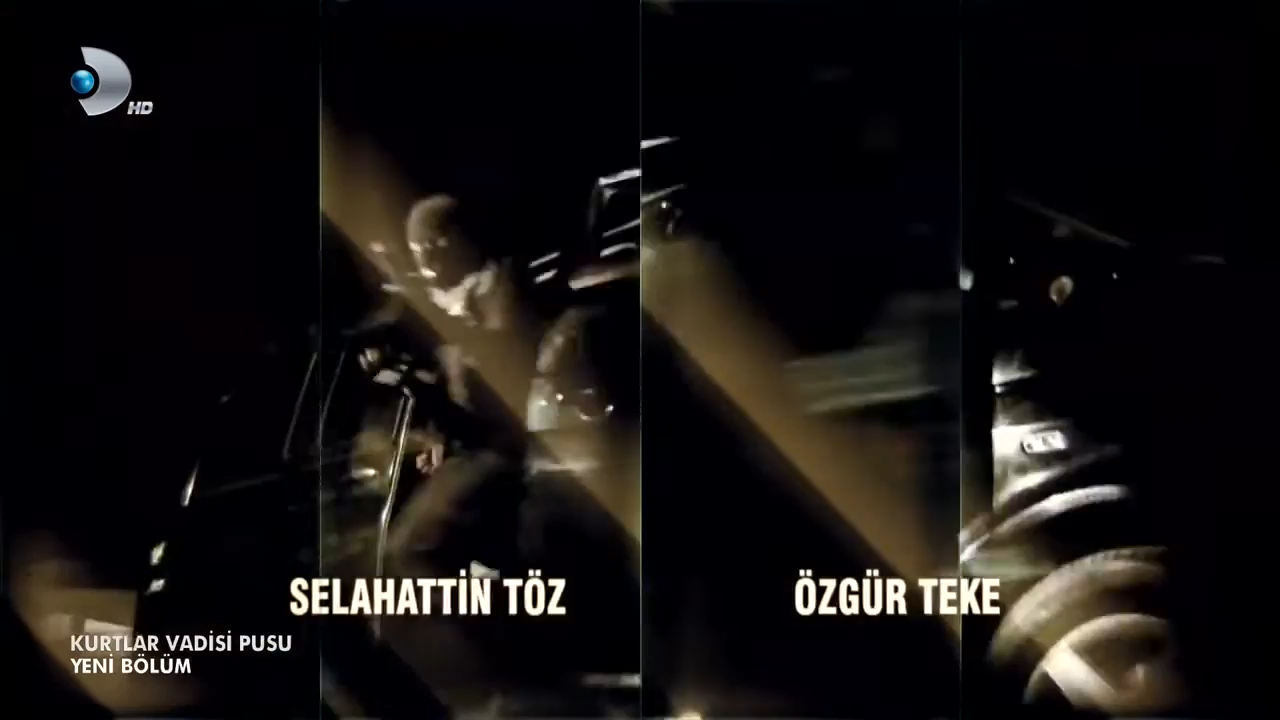 HD
SELAHATTİN TÖZ
ÖZGÜR TEKE
KURTLAR VADİSİ PUSU
YENİ BÖLÜM